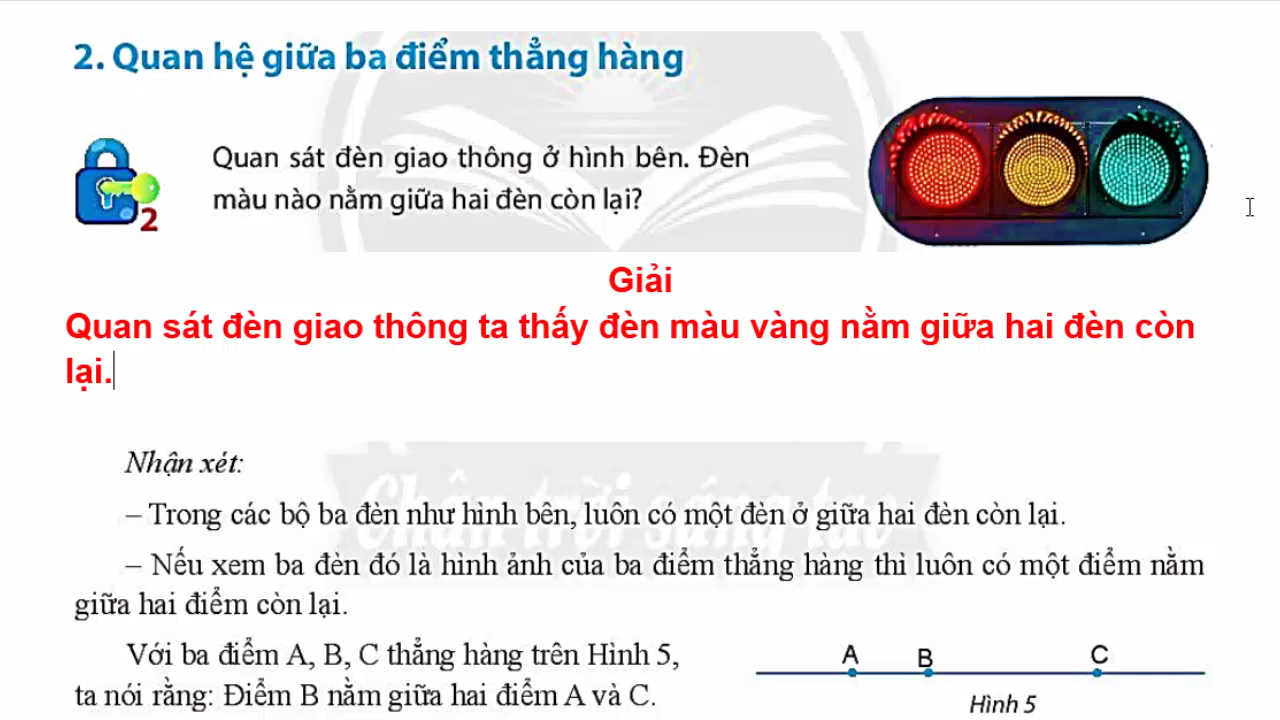 2. Quan hệ giữa ba điểm thẳng hàng
Quan sát đèn giao thông ở hình bên. Đèn
màu nào nằm giữa hai đèn còn lại?
2
Giải
Quan sát đèn giao thông ta thấy đèn màu vàng nằm giữa hai đèn còn
lại.
Nhận xét:
– Trong các bộ ba đèn như hình bên, luôn có một đèn ở giữa hai đèn còn lại.
Chân trời sáng tạo
– Nếu xem ba đèn đó là hình ảnh của ba điểm thẳng hàng thì luôn có một điểm nằm
giữa hai điểm còn lại.
Với ba điểm A, B, C thẳng hàng trên Hình 5,
ta nói rằng: Điểm B nằm giữa hai điểm A và C.
A B C
Hình 5